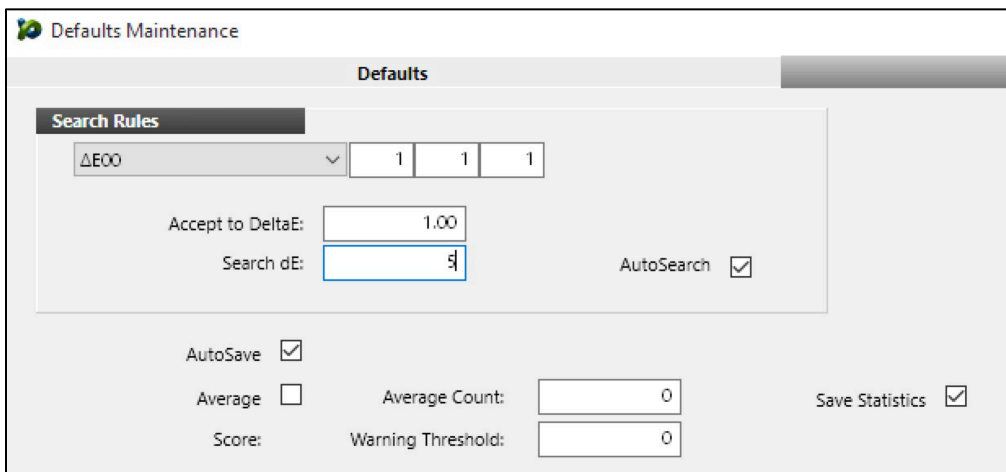 Defaults Maintenance
Defaults
Search Rules
ΔE00 1 1 1
Accept to DeltaE: 1.00
Search dE: 5 AutoSearch
AutoSave
Average Average Count: 0 Save Statistics
Score: Warning Threshold: 0